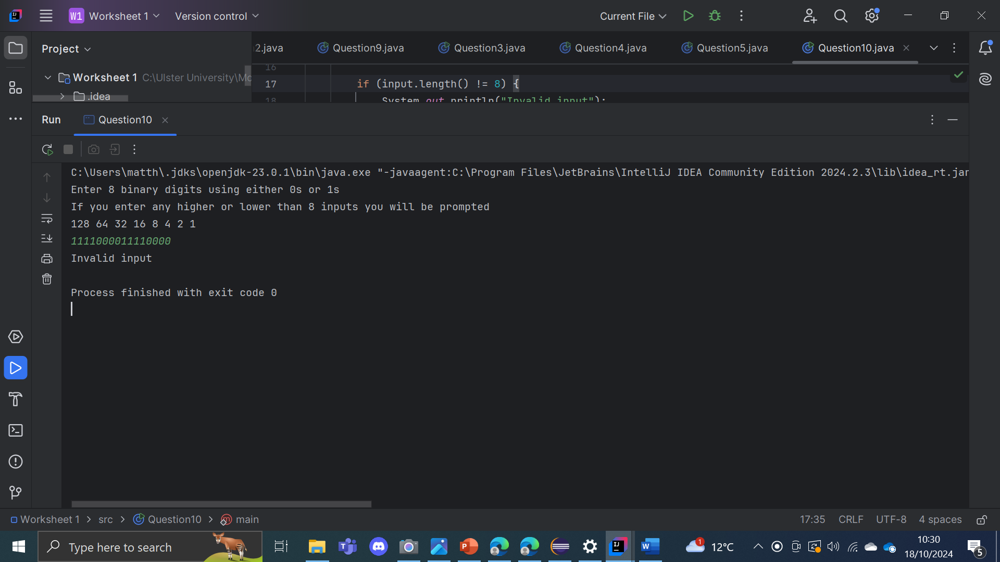 W1 Worksheet 1 Version control Current File
Project
2.java Question9.java Question3.java Question4.java Question5.java Question10.java
Worksheet 1 C:\Ulster University\Mo
.idea
16
17 if (input.length() != 8) {
18 System.out.println("Invalid input");
Run Question10
C:\Users\matth\.jdks\openjdk-23.0.1\bin\java.exe "-javaagent:C:\Program Files\JetBrains\IntelliJ IDEA Community Edition 2024.2.3\lib\idea_rt.jar
Enter 8 binary digits using either 0s or 1s
If you enter any higher or lower than 8 inputs you will be prompted
128 64 32 16 8 4 2 1
1111000011110000
Invalid input
Process finished with exit code 0
Worksheet 1 > src > Question10 > main 17:35 CRLF UTF-8 4 spaces
Type here to search
1 12°C
10:30
18/10/2024
5